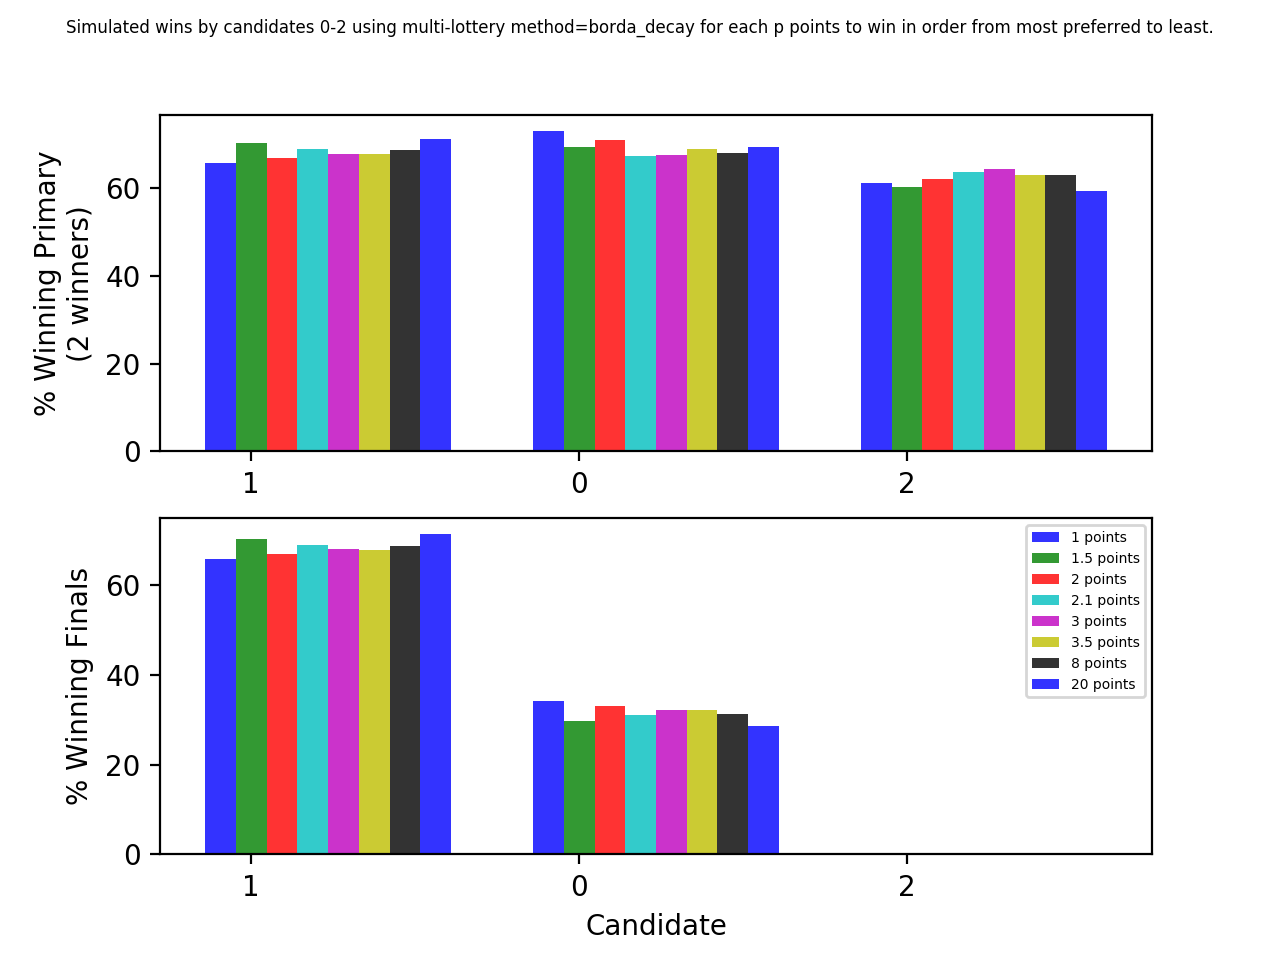 Simulated wins by candidates 0-2 using multi-lottery method=borda_decay for each p points to win in order from most preferred to least.
% Winning Primary
(2 winners)
60
40
20
0
1 0 2
% Winning Finals
60
40
20
0
1 points
1.5 points
2 points
2.1 points
3 points
3.5 points
8 points
20 points
1 0 2
Candidate